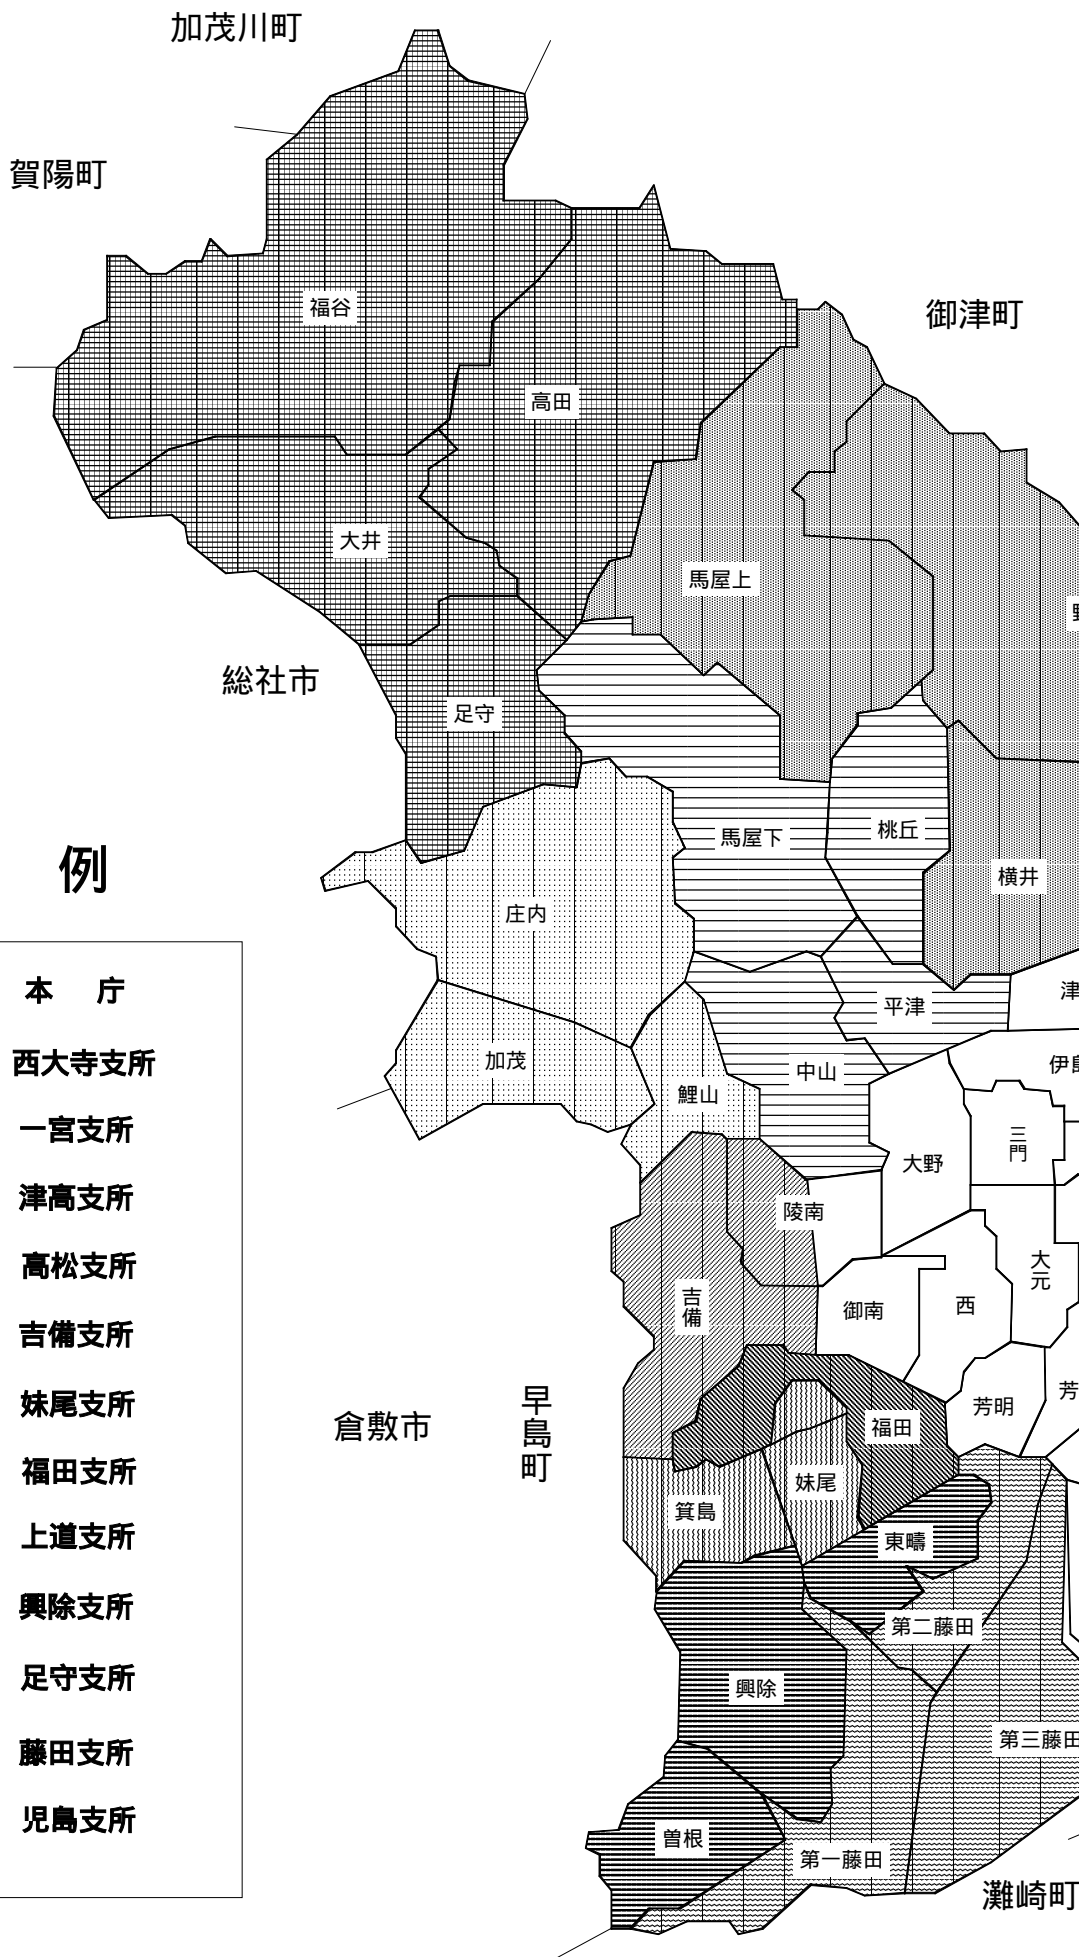 加茂川町
賀陽町
福谷
御津町
高田
大井
馬屋上
総社市
足守
馬屋下
桃丘
例
横井
庄内
本 庁
平津
津
西大寺支所
加茂
中山
鯉山
一宮支所
三門
大野
津高支所
陵南
高松支所
大元
吉備
御南
西
吉備支所
妹尾支所
倉敷市
早島町
芳明
芳
福田
福田支所
妹尾
箕島
上道支所
東疇
興除支所
第二藤田
足守支所
興除
藤田支所
第三藤田
児島支所
曽根
第一藤田
灘崎町